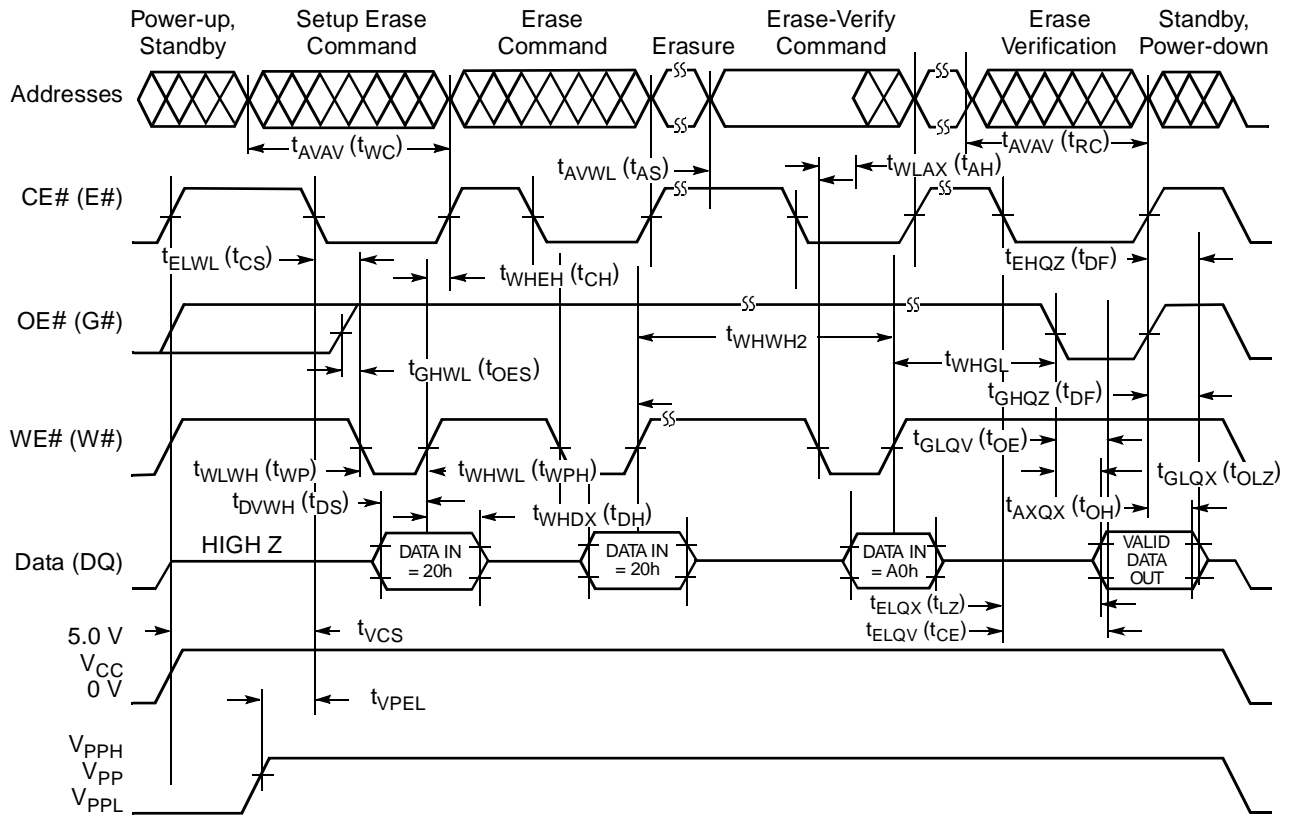 Power-up,
Standby
Setup Erase
Command
Erase
Command
Erasure
Erase-Verify
Command
Erase
Verification
Standby,
Power-down
Addresses
tAVAV (tWC)
tAVAV (tRC)
tAVWL (tAS)
tWLAX (tAH)
CE# (E#)
tELWL (tCS)
tWHEH (tCH)
tEHQZ (tDF)
OE# (G#)
tWHWH2
tWHGL
tGHWL (tOES)
tGHQZ (tDF)
WE# (W#)
tGLQV (tOE)
tWLWH (tWP)
tWHWL (tWPH)
tGLQX (tOLZ)
tDVWH (tDS)
tWHDX (tDH)
tAXQX (tOH)
Data (DQ)
HIGH Z
DATA IN
= 20h
DATA IN
= 20h
DATA IN
= A0h
VALID
DATA
OUT
tELQX (tLZ)
tELQV (tCE)
5.0 V
VCC
0 V
tVCS
tVPEL
VPPH
VPP
VPPL